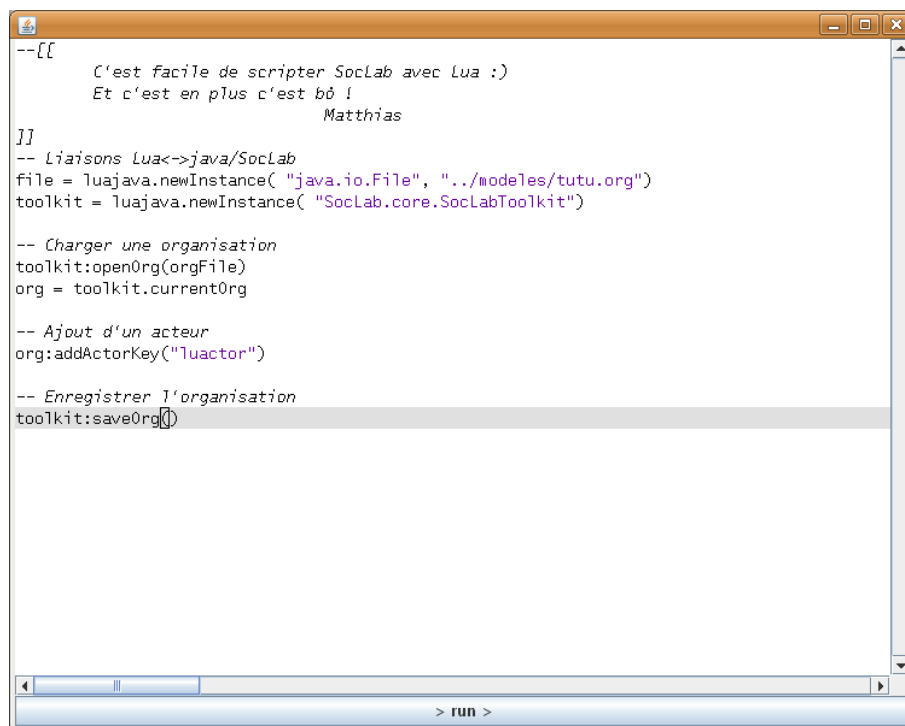 --[[
C'est facile de scripter SocLab avec Lua :)
Et c'est en plus c'est bô !
Matthias
]]
-- Liaisons Lua<->java/SocLab
file = luajava.newInstance( "java.io.File", "../modeles/tutu.org")
toolkit = luajava.newInstance( "SocLab.core.SocLabToolkit")
-- Charger une organisation
toolkit:openOrg(orgFile)
org = toolkit.currentOrg
-- Ajout d'un acteur
org:addActorKey("luactor")
-- Enregistrer l'organisation
toolkit:saveOrg()
> run >